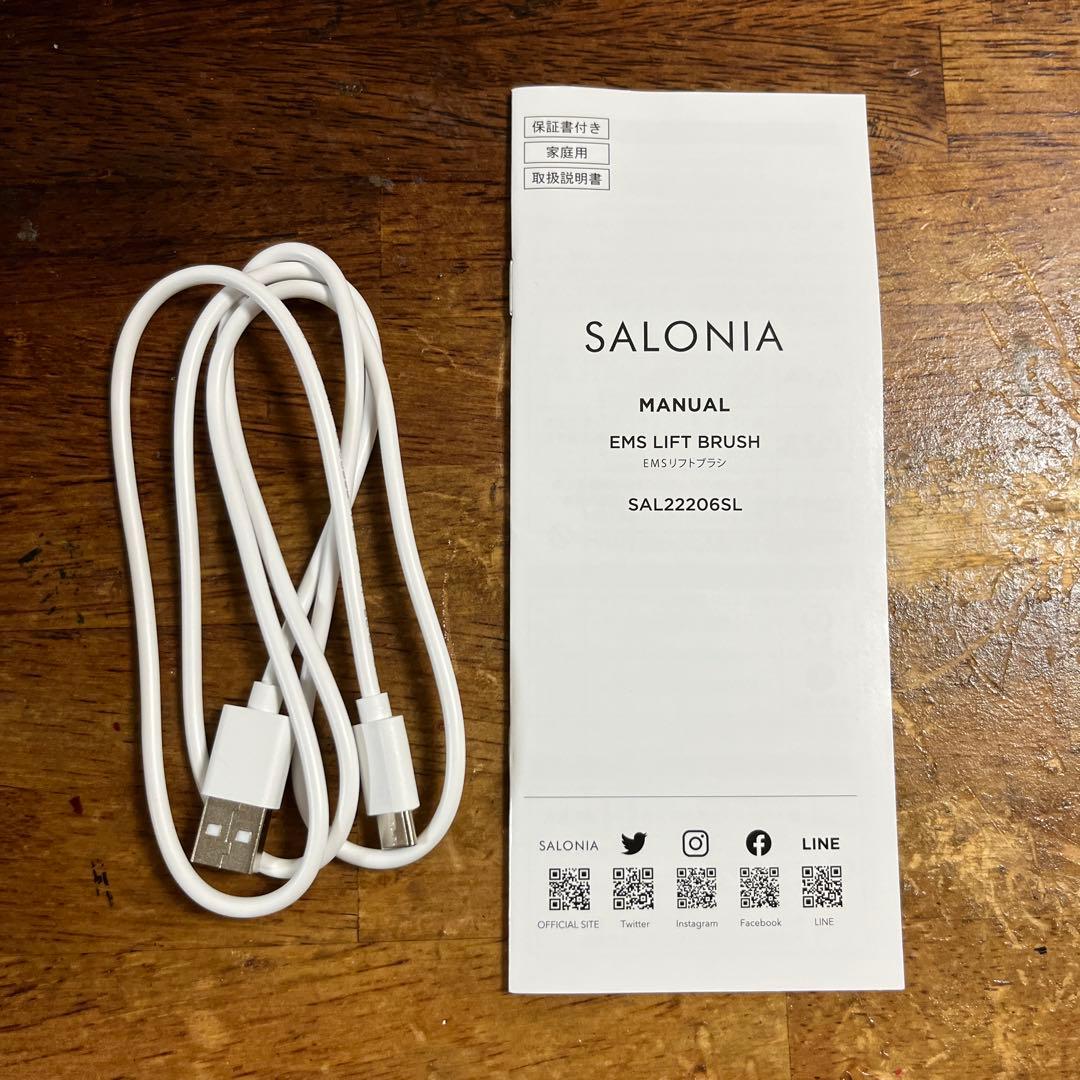 保証書付き
家庭用
取扱説明書
SALONIA
MANUAL
EMS LIFT BRUSH
EMSリフトブラシ
SAL22206SL
SALONIA
LINE
OFFICIAL SITE
Twitter
Instagram
Facebook
LINE